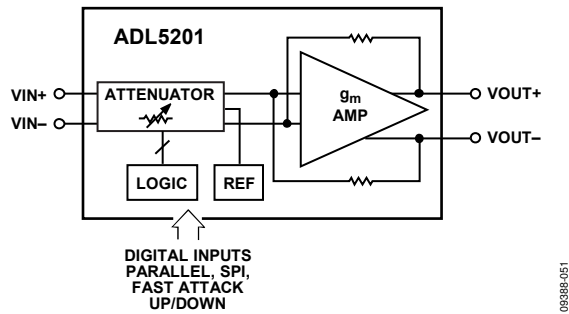 ADL5201
VIN+
VIN–
ATTENUATOR
LOGIC
REF
gm
AMP
VOUT+
VOUT–
DIGITAL INPUTS
PARALLEL, SPI,
FAST ATTACK
UP/DOWN
09388-051